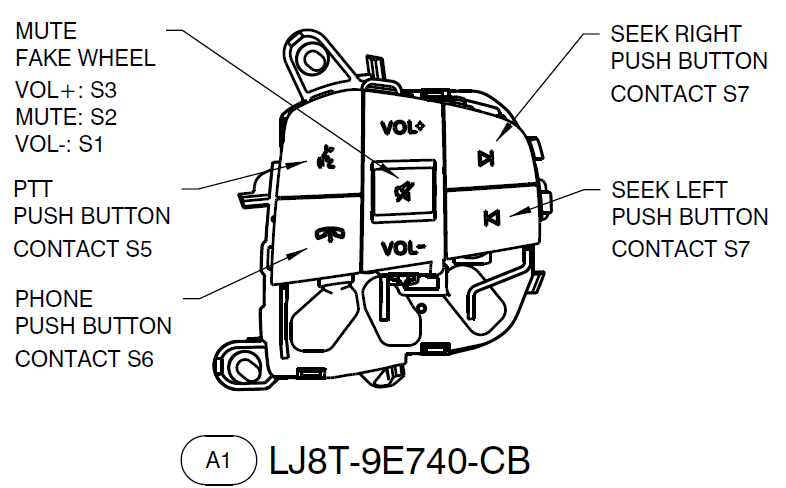 MUTE
FAKE WHEEL
VOL+: S3
MUTE: S2
VOL-: S1
PTT
PUSH BUTTON
CONTACT S5
PHONE
PUSH BUTTON
CONTACT S6
VOL+
VOL-
SEEK RIGHT
PUSH BUTTON
CONTACT S7
SEEK LEFT
PUSH BUTTON
CONTACT S7
A1 LJ8T-9E740-CB